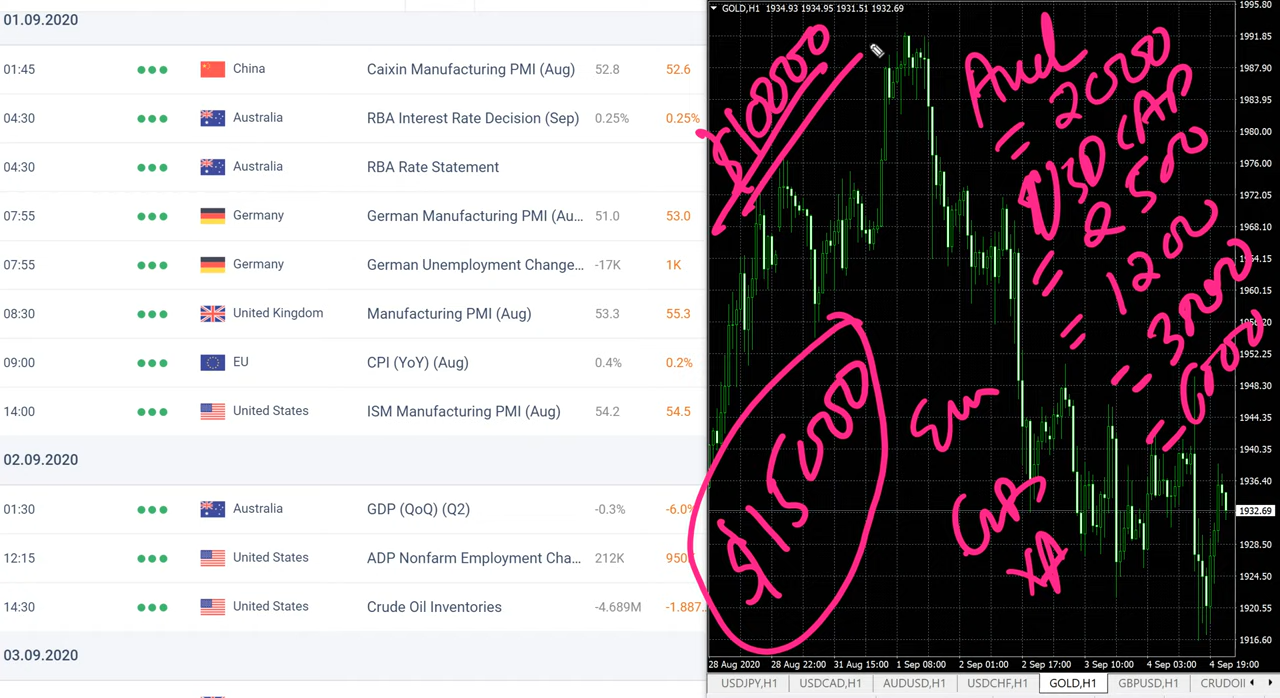 01.09.2020
01:45 China Caixin Manufacturing PMI (Aug) 52.8 52.6
04:30 Australia RBA Interest Rate Decision (Sep) 0.25% 0.25%
04:30 Australia RBA Rate Statement
07:55 Germany German Manufacturing PMI (Au... 51.0 53.0
07:55 Germany German Unemployment Change... -17K 1K
08:30 United Kingdom Manufacturing PMI (Aug) 53.3 55.3
09:00 EU CPI (YoY) (Aug) 0.4% 0.2%
14:00 United States ISM Manufacturing PMI (Aug) 54.2 54.5
02.09.2020
01:30 Australia GDP (QoQ) (Q2) -0.3% -6.0%
12:15 United States ADP Nonfarm Employment Cha... 212K 950
14:30 United States Crude Oil Inventories -4.689M -1.887..
03.09.2020
GOLD,H1 1934.93 1934.95 1931.51 1932.69
$10000
= 2000
= 1200
= 3000
$115000
1995.80
1991.85
1987.90
1983.95
1980.00
1976.00
1972.05
1968.10
1964.15
1960.15
1956.20
1952.25
1948.30
1944.35
1940.35
1936.40
1932.69
1928.50
1924.50
1920.55
1916.60
28 Aug 2020 28 Aug 22:00 31 Aug 15:00 1 Sep 08:00 2 Sep 01:00 2 Sep 17:00 3 Sep 10:00 4 Sep 03:00 4 Sep 19:00
USDJPY,H1 USDCAD,H1 AUDUSD,H1 USDCHF,H1 GOLD,H1 GBPUSD,H1 CRUDOII